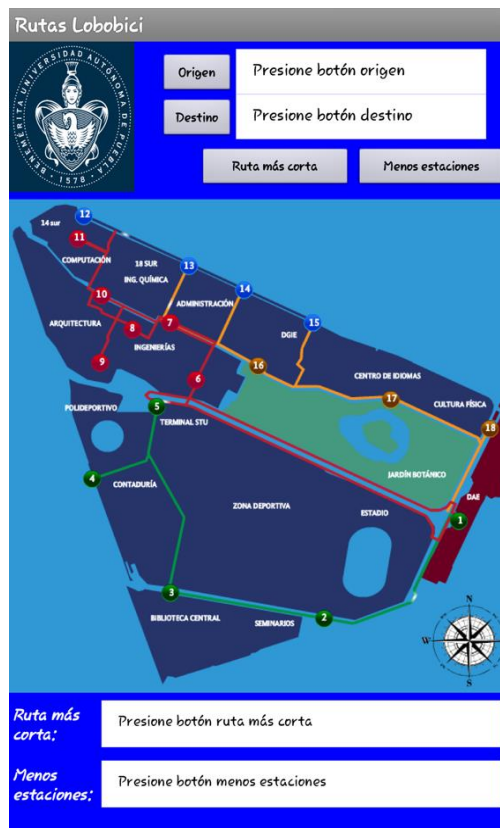 Rutas Lobobici
BENEMÉRITA UNIVERSIDAD AUTÓNOMA DE PUEBLA
· 1578 ·
Origen
Presione botón origen
Destino
Presione botón destino
Ruta más corta
Menos estaciones
12
14 sur
11
COMPUTACIÓN
18 SUR
13
ING. QUÍMICA
14
10
ADMINISTRACIÓN
15
ARQUITECTURA
8
7
DGIE
INGENIERÍAS
9
16
6
CENTRO DE IDIOMAS
17
CULTURA FÍSICA
POLIDEPORTIVO
5
TERMINAL STU
18
4
CONTADURÍA
JARDÍN BOTÁNICO
DAE
ZONA DEPORTIVA
ESTADIO
1
3
BIBLIOTECA CENTRAL
SEMINARIOS
2
N
W
E
S
Ruta más
corta:
Presione botón ruta más corta
Menos
estaciones:
Presione botón menos estaciones